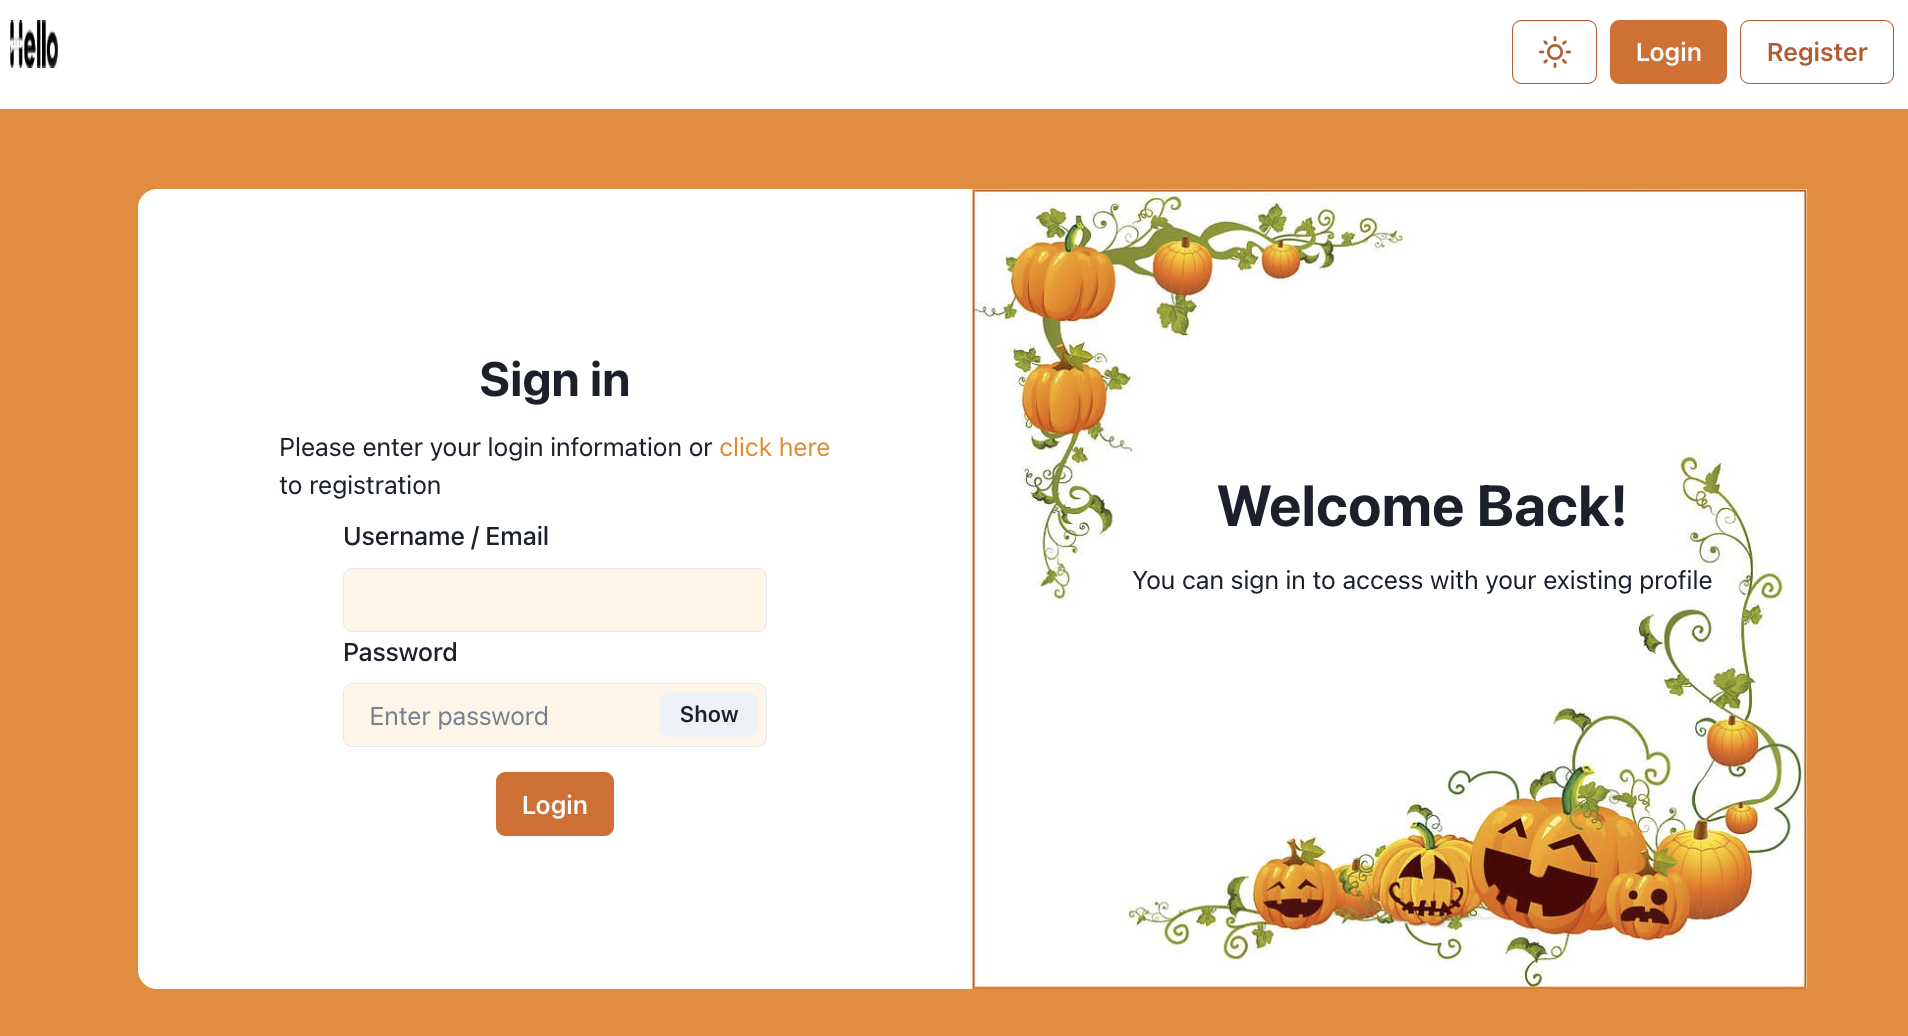 Hello
Login
Register
Sign in
Please enter your login information or click here
to registration
Username / Email
Password
Enter password
Show
Login
Welcome Back!
You can sign in to access with your existing profile